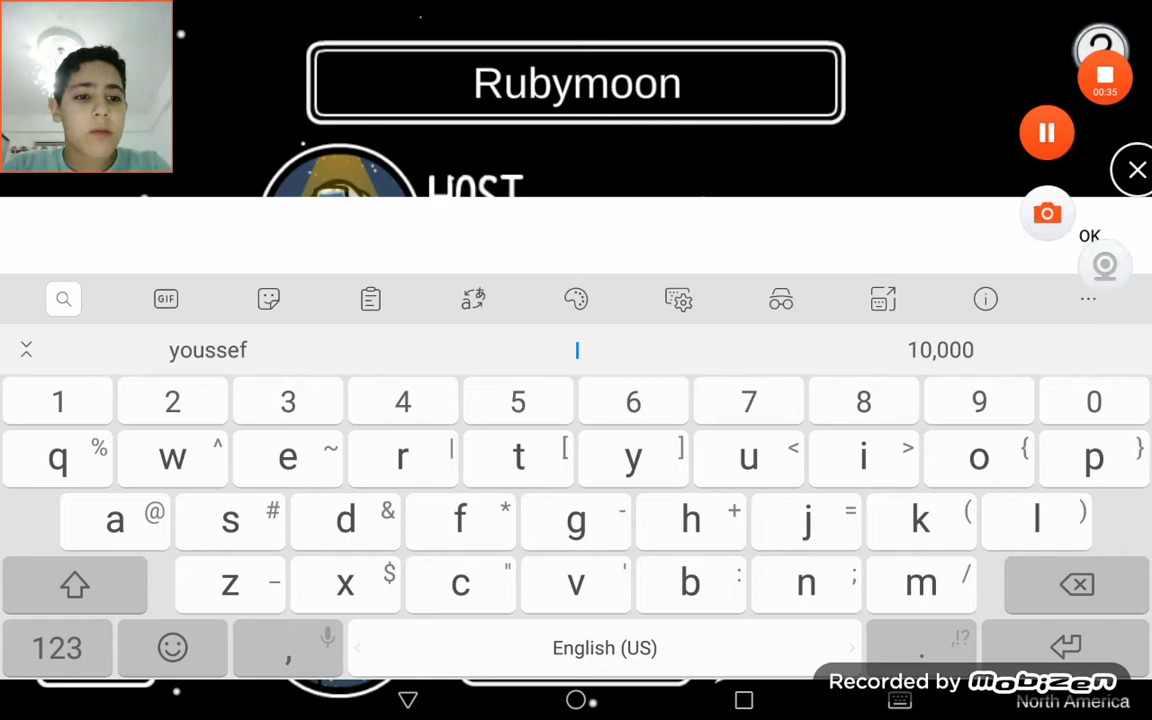 Rubymoon
?
00:35
HOST
OK
GIF
youssef
10,000
1 2 3 4 5 6 7 8 9 0
q % w ^ e ~ r | t [ y ] u < i > o { p }
a @ s # d & f * g - h + j = k ( l )
z _ x $ c " v ' b : n ; m /
123 , English (US) . ,!?
Recorded by mobizen
North America